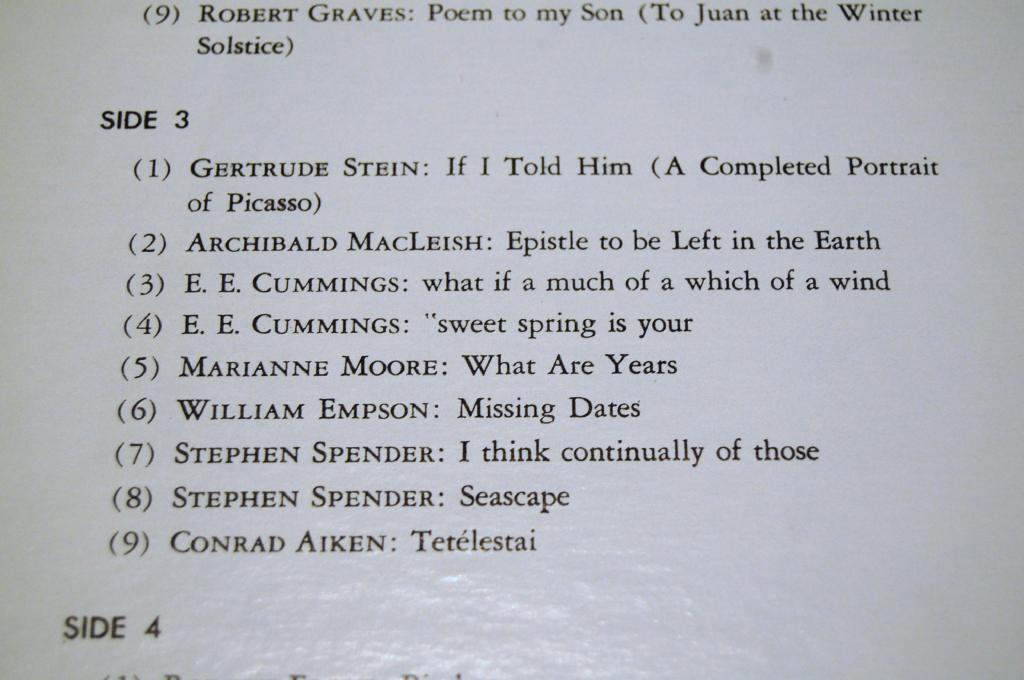 (9) ROBERT GRAVES: Poem to my Son (To Juan at the Winter
Solstice)
SIDE 3
(1) GERTRUDE STEIN: If I Told Him (A Completed Portrait
of Picasso)
(2) ARCHIBALD MACLEISH: Epistle to be Left in the Earth
(3) E. E. CUMMINGS: what if a much of a which of a wind
(4) E. E. CUMMINGS: "sweet spring is your
(5) MARIANNE MOORE: What Are Years
(6) WILLIAM EMPSON: Missing Dates
(7) STEPHEN SPENDER: I think continually of those
(8) STEPHEN SPENDER: Seascape
(9) CONRAD AIKEN: Tetélestai
SIDE 4